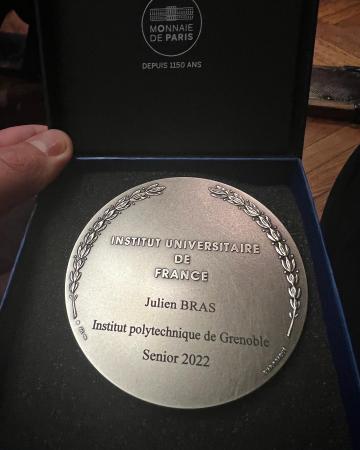 MONNAIE
DE PARIS
DEPUIS 1150 ANS
INSTITUT UNIVERSITAIRE
DE
FRANCE
Julien BRAS
Institut polytechnique de Grenoble
Senior 2022